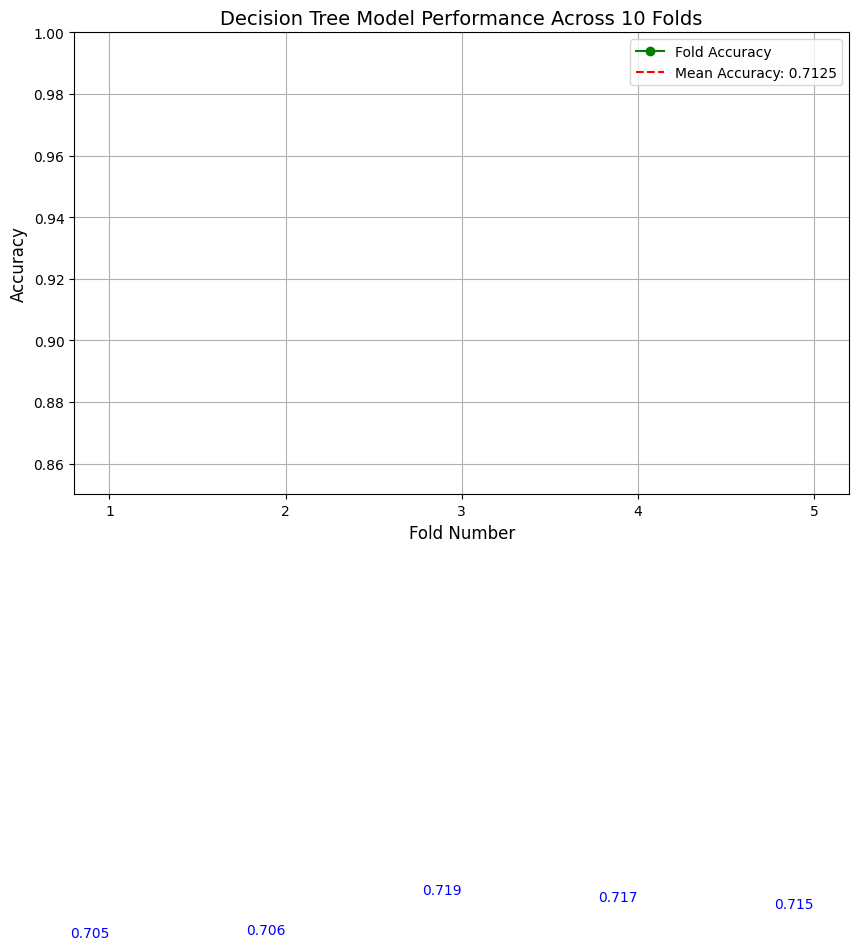 Decision Tree Model Performance Across 10 Folds
Fold Accuracy
Mean Accuracy: 0.7125
Accuracy
1.00
0.98
0.96
0.94
0.92
0.90
0.88
0.86
1 2 3 4 5
Fold Number
0.705 0.706 0.719 0.717 0.715